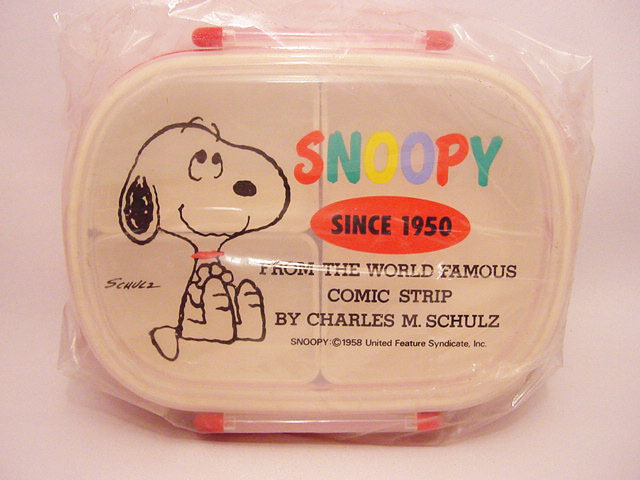 SNOOPY
SINCE 1950
FROM THE WORLD FAMOUS
COMIC STRIP
BY CHARLES M. SCHULZ
SNOOPY:©1958 United Feature Syndicate, Inc.
SCHULZ